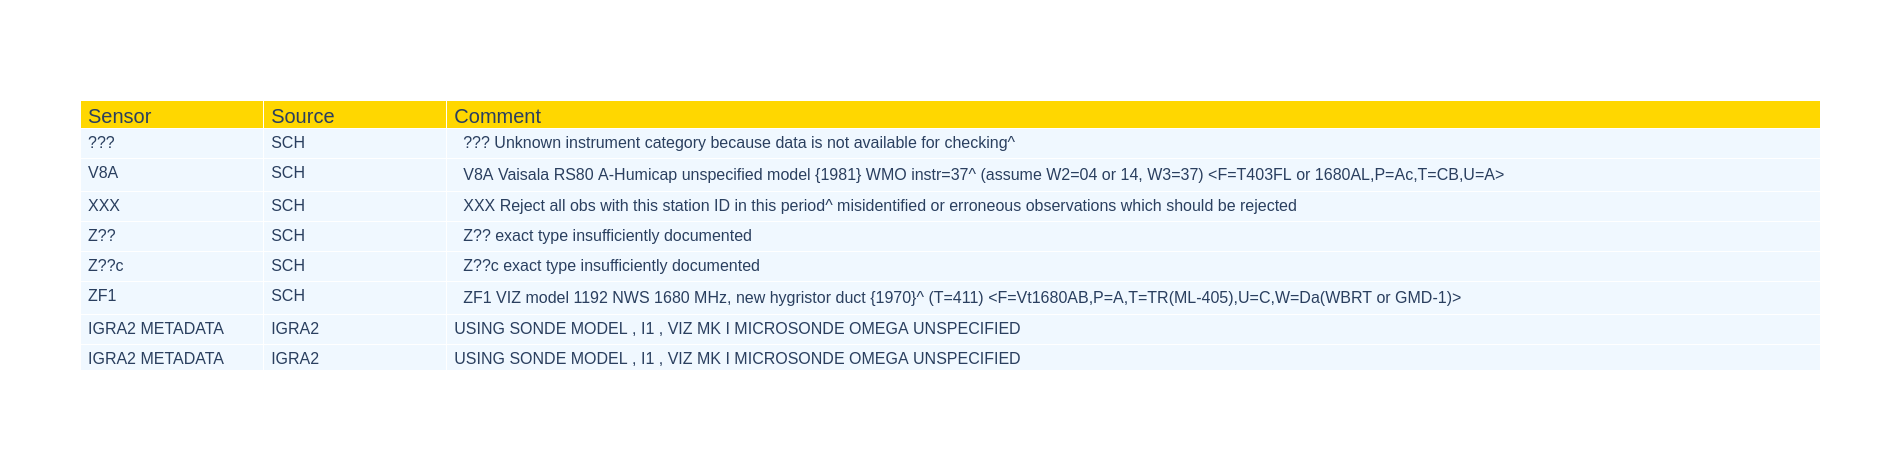 Sensor Source Comment
??? SCH ??? Unknown instrument category because data is not available for checking^
V8A SCH V8A Vaisala RS80 A-Humicap unspecified model {1981} WMO instr=37^ (assume W2=04 or 14, W3=37) <F=T403FL or 1680AL,P=Ac,T=CB,U=A>
XXX SCH XXX Reject all obs with this station ID in this period^ misidentified or erroneous observations which should be rejected
Z?? SCH Z?? exact type insufficiently documented
Z??c SCH Z??c exact type insufficiently documented
ZF1 SCH ZF1 VIZ model 1192 NWS 1680 MHz, new hygristor duct {1970}^ (T=411) <F=Vt1680AB,P=A,T=TR(ML-405),U=C,W=Da(WBRT or GMD-1)>
IGRA2 METADATA IGRA2 USING SONDE MODEL , I1 , VIZ MK I MICROSONDE OMEGA UNSPECIFIED
IGRA2 METADATA IGRA2 USING SONDE MODEL , I1 , VIZ MK I MICROSONDE OMEGA UNSPECIFIED